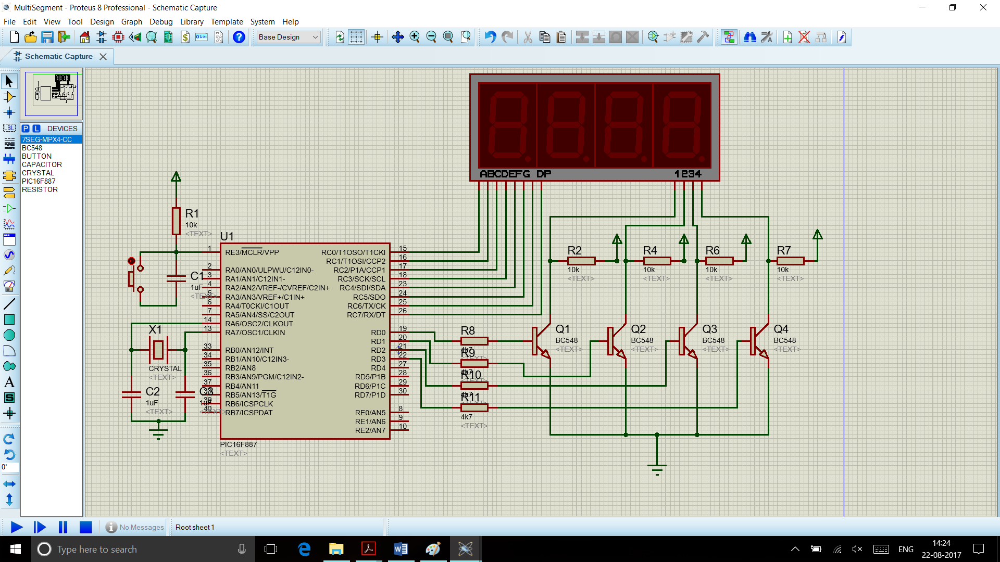 MultiSegment - Proteus 8 Professional - Schematic Capture
File Edit View Tool Design Graph Debug Library Template System Help
Base Design
Schematic Capture
P L DEVICES
7SEG-MPX4-CC
BC548
BUTTON
CAPACITOR
CRYSTAL
PIC16F887
RESISTOR
ABCDEFG DP 1234
R1
10k
<TEXT>
U1
1 RE3/MCLR/VPP
2 RA0/AN0/ULPWU/C12IN0-
3 RA1/AN1/C12IN1-
4 RA2/AN2/VREF-/CVREF/C2IN+
5 RA3/AN3/VREF+/C1IN+
6 RA4/T0CKI/C1OUT
7 RA5/AN4/SS/C2OUT
14 RA6/OSC2/CLKOUT
13 RA7/OSC1/CLKIN
33 RB0/AN12/INT
34 RB1/AN10/C12IN3-
35 RB2/AN8
36 RB3/AN9/PGM/C12IN2-
37 RB4/AN11
38 RB5/AN13/T1G
39 RB6/ICSPCLK
40 RB7/ICSPDAT
RC0/T1OSO/T1CKI 15
RC1/T1OSI/CCP2 16
RC2/P1A/CCP1 17
RC3/SCK/SCL 18
RC4/SDI/SDA 23
RC5/SDO 24
RC6/TX/CK 25
RC7/RX/DT 26
RD0 19
RD1 20
RD2 21
RD3 22
RD4 27
RD5/P1B 28
RD6/P1C 29
RD7/P1D 30
RE0/AN5 8
RE1/AN6 9
RE2/AN7 10
PIC16F887
<TEXT>
C1
1uF
<TEXT>
X1
CRYSTAL
<TEXT>
C2
1uF
<TEXT>
C3
1uF
<TEXT>
R2
10k
<TEXT>
R4
10k
<TEXT>
R6
10k
<TEXT>
R7
10k
<TEXT>
R8
4k7
<TEXT>
R9
4k7
<TEXT>
R10
4k7
<TEXT>
R11
4k7
<TEXT>
Q1
BC548
<TEXT>
Q2
BC548
<TEXT>
Q3
BC548
<TEXT>
Q4
BC548
<TEXT>
LBL
A
S
0°
No Messages
Root sheet 1
Type here to search
ENG
14:24
22-08-2017